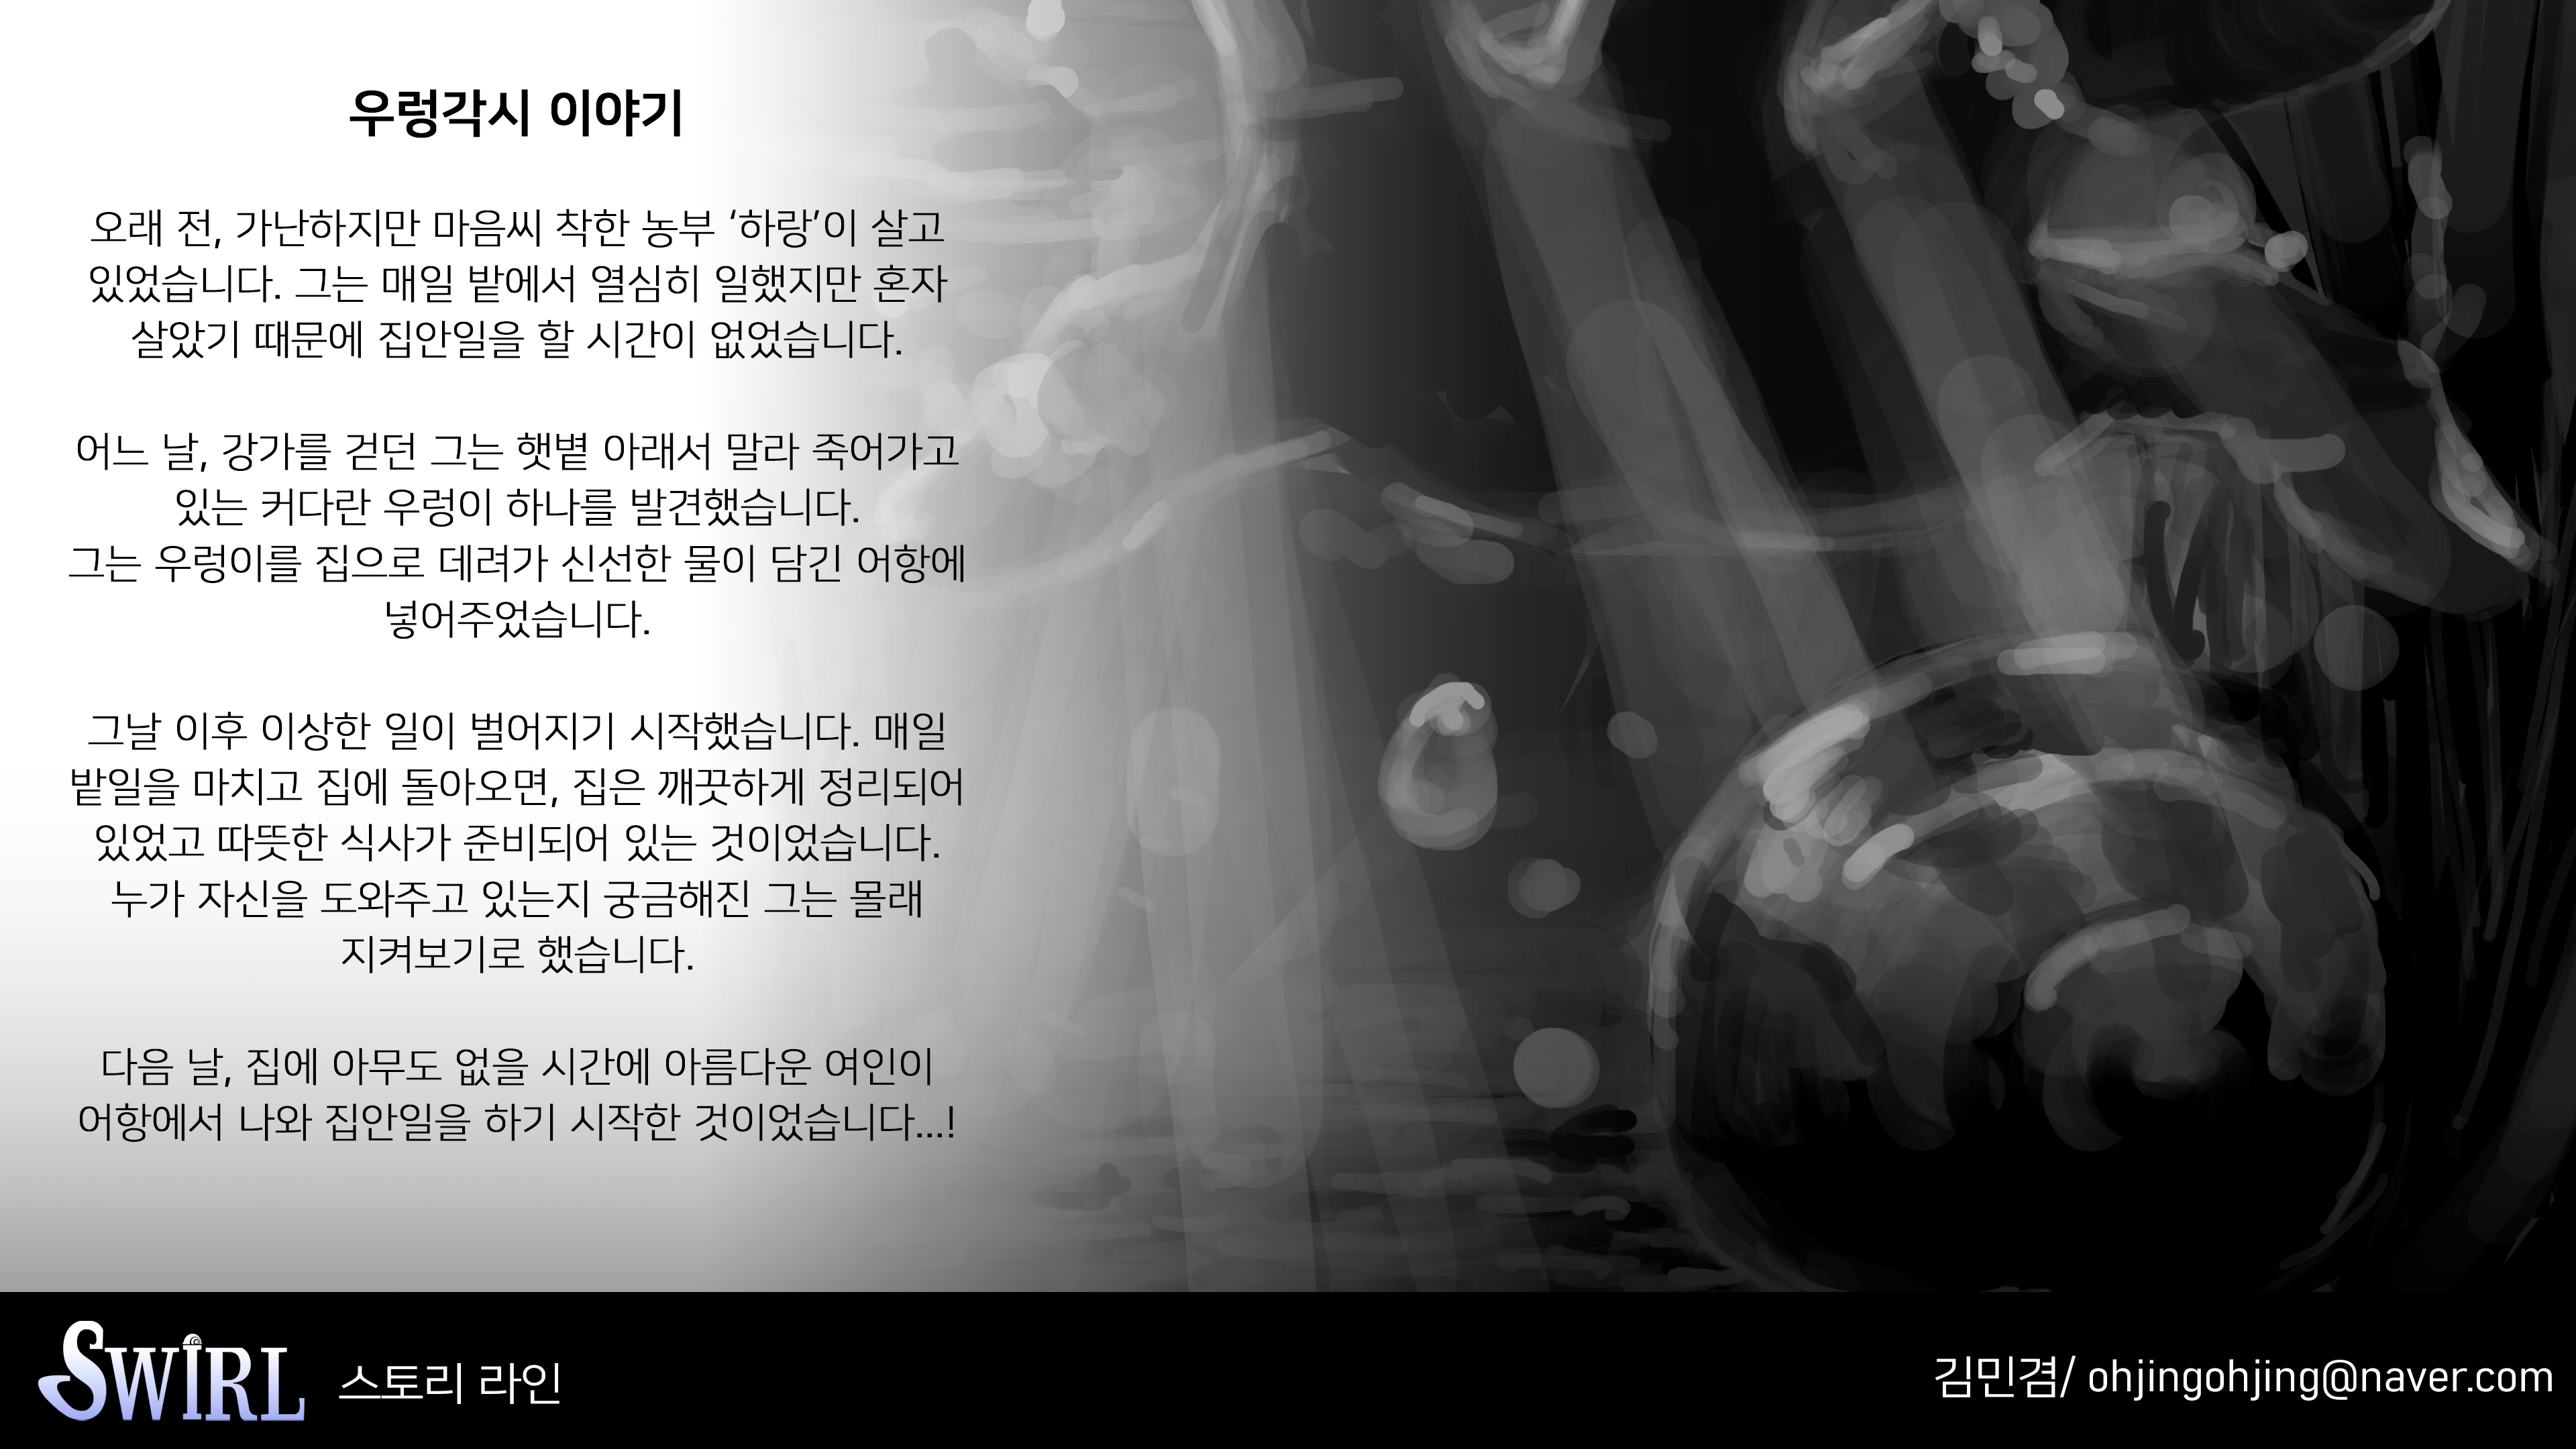 우렁각시 이야기
오래 전, 가난하지만 마음씨 착한 농부 ‘하랑’이 살고
있었습니다. 그는 매일 밭에서 열심히 일했지만 혼자
살았기 때문에 집안일을 할 시간이 없었습니다.
어느 날, 강가를 걷던 그는 햇볕 아래서 말라 죽어가고
있는 커다란 우렁이 하나를 발견했습니다.
그는 우렁이를 집으로 데려가 신선한 물이 담긴 어항에
넣어주었습니다.
그날 이후 이상한 일이 벌어지기 시작했습니다. 매일
밭일을 마치고 집에 돌아오면, 집은 깨끗하게 정리되어
있었고 따뜻한 식사가 준비되어 있는 것이었습니다.
누가 자신을 도와주고 있는지 궁금해진 그는 몰래
지켜보기로 했습니다.
다음 날, 집에 아무도 없을 시간에 아름다운 여인이
어항에서 나와 집안일을 하기 시작한 것이었습니다...!
SWIRL 스토리 라인
김민겸/ ohjingohjing@naver.com